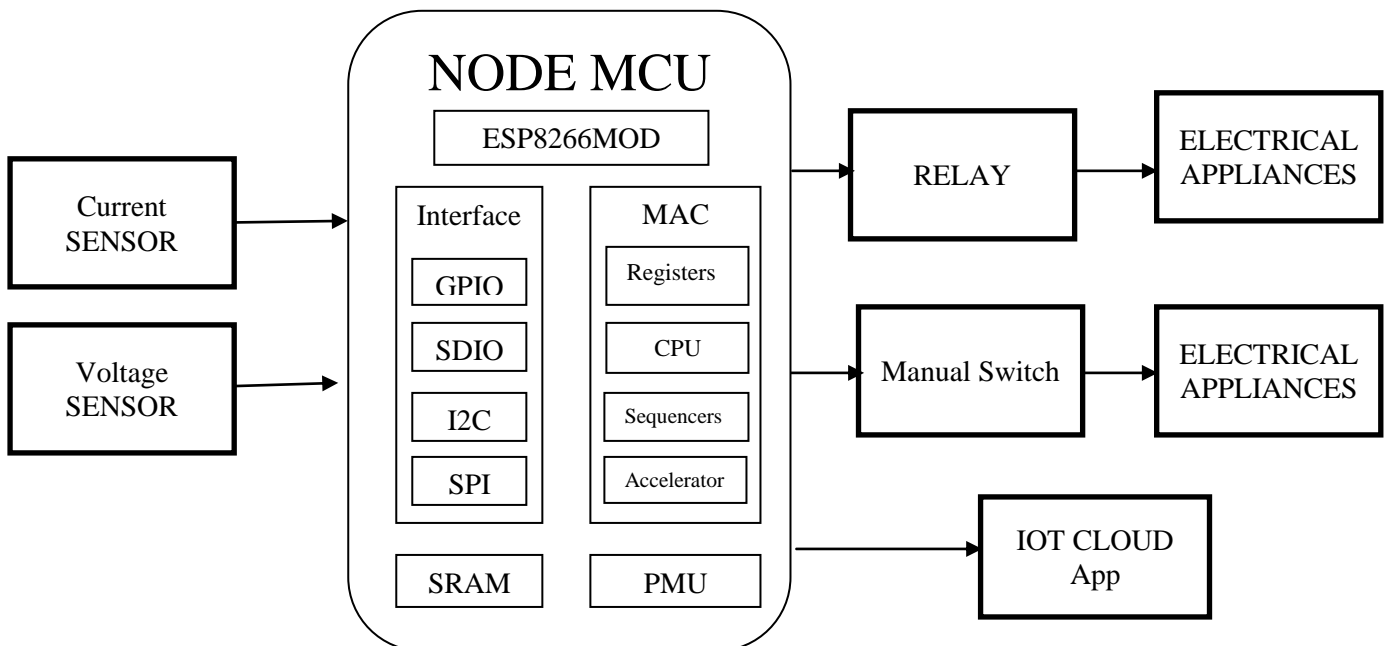 NODE MCU
ESP8266MOD
Current
SENSOR
Voltage
SENSOR
Interface
GPIO
SDIO
I2C
SPI
SRAM
MAC
Registers
CPU
Sequencers
Accelerator
PMU
RELAY
ELECTRICAL
APPLIANCES
Manual Switch
ELECTRICAL
APPLIANCES
IOT CLOUD
App